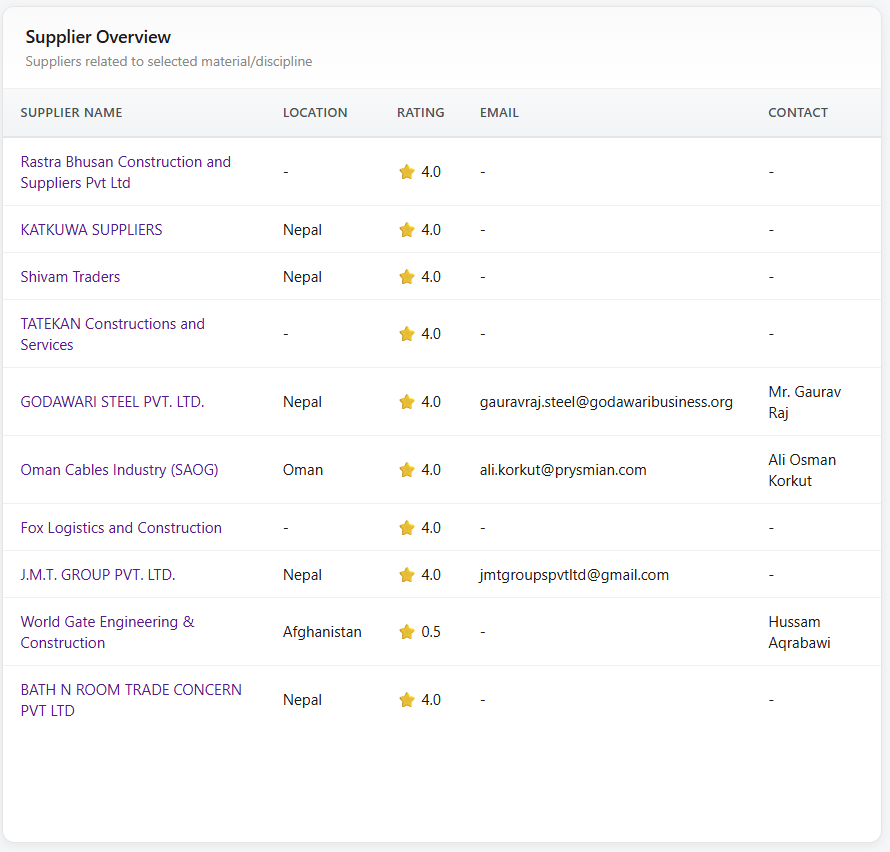 Supplier Overview
Suppliers related to selected material/discipline
SUPPLIER NAME LOCATION RATING EMAIL CONTACT
Rastra Bhusan Construction and
Suppliers Pvt Ltd
- 4.0 - -
KATKUWA SUPPLIERS Nepal 4.0 - -
Shivam Traders Nepal 4.0 - -
TATEKAN Constructions and
Services
- 4.0 - -
GODAWARI STEEL PVT. LTD. Nepal 4.0 gauravraj.steel@godawaribusiness.org Mr. Gaurav
Raj
Oman Cables Industry (SAOG) Oman 4.0 ali.korkut@prysmian.com Ali Osman
Korkut
Fox Logistics and Construction - 4.0 - -
J.M.T. GROUP PVT. LTD. Nepal 4.0 jmtgroupspvtltd@gmail.com -
World Gate Engineering &
Construction
Afghanistan 0.5 - Hussam
Aqrabawi
BATH N ROOM TRADE CONCERN
PVT LTD
Nepal 4.0 - -